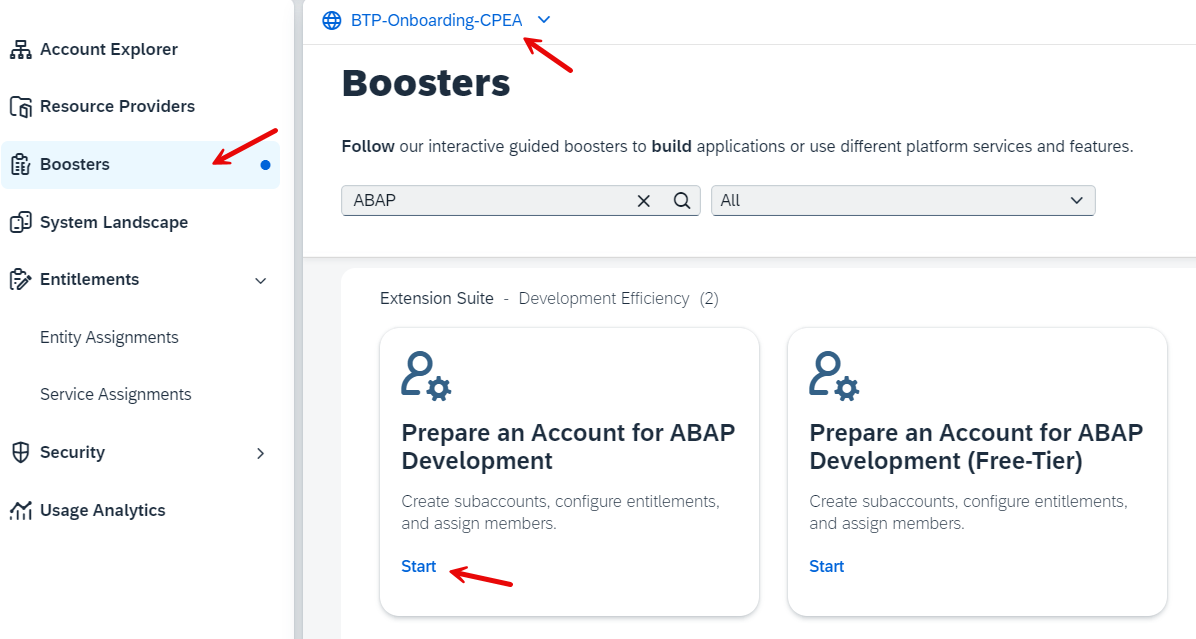 Account Explorer
Resource Providers
Boosters
System Landscape
Entitlements
Entity Assignments
Service Assignments
Security
Usage Analytics
BTP-Onboarding-CPEA
Boosters
Follow our interactive guided boosters to build applications or use different platform services and features.
ABAP
All
Extension Suite - Development Efficiency (2)
Prepare an Account for ABAP
Development
Create subaccounts, configure entitlements,
and assign members.
Start
Prepare an Account for ABAP
Development (Free-Tier)
Create subaccounts, configure entitlements,
and assign members.
Start